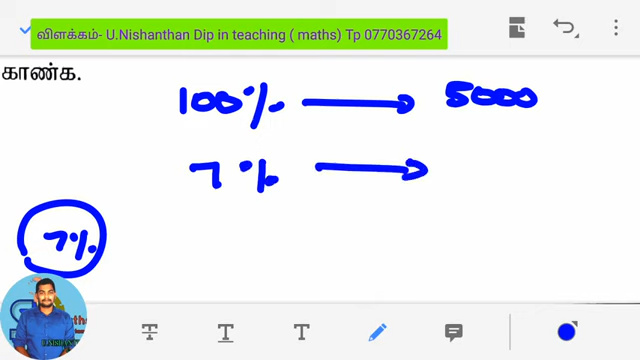 விளக்கம்- U.Nishanthan Dip in teaching ( maths) Tp 0770367264
காண்க.
100% → 5000
7% →
7%